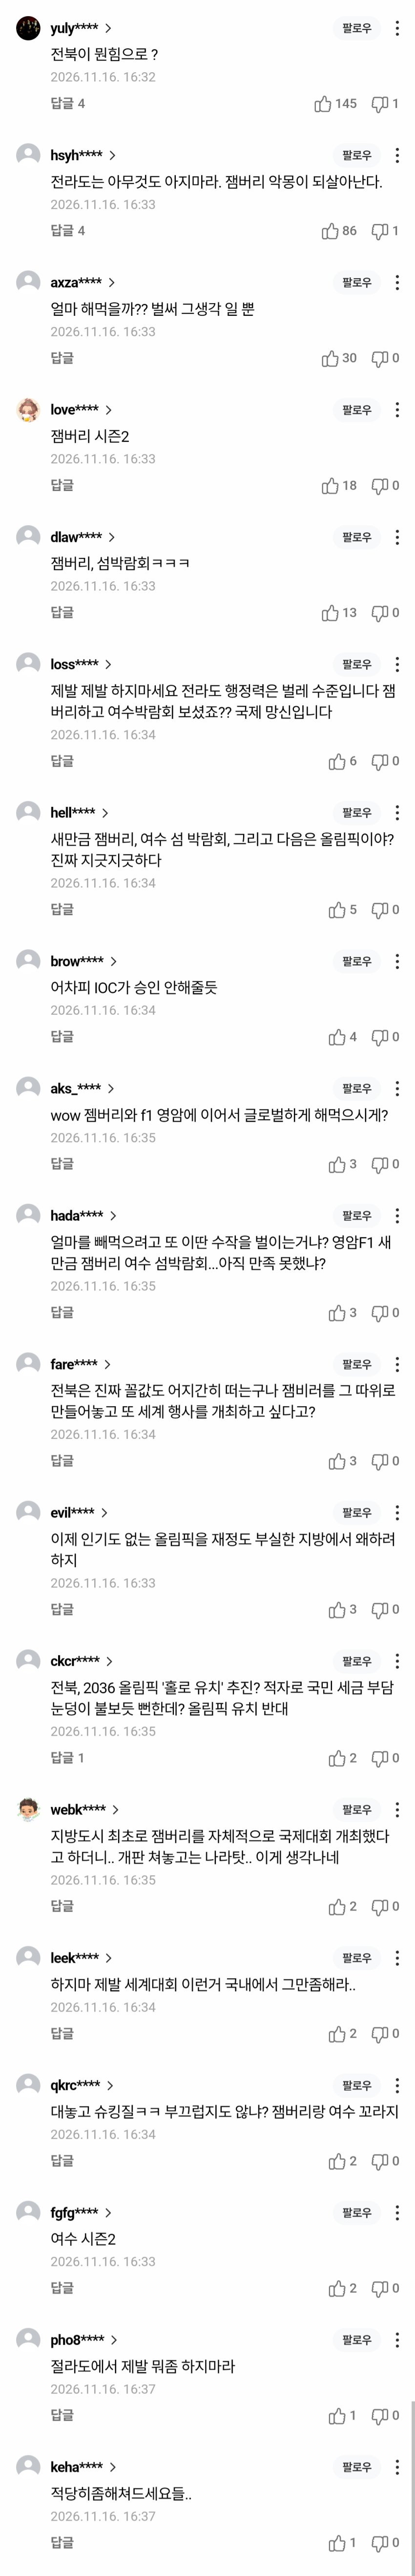 yuly****
팔로우
전북이 뭔힘으로 ?
2026.11.16. 16:32
답글 4
145
1
hsyh****
팔로우
전라도는 아무것도 아지마라. 잼버리 악몽이 되살아난다.
2026.11.16. 16:33
답글 4
86
1
axza****
팔로우
얼마 해먹을까?? 벌써 그생각 일 뿐
2026.11.16. 16:33
답글
30
0
love****
팔로우
잼버리 시즌2
2026.11.16. 16:33
답글
18
0
dlaw****
팔로우
잼버리, 섬박람회ㅋㅋㅋ
2026.11.16. 16:33
답글
13
0
loss****
팔로우
제발 제발 하지마세요 전라도 행정력은 벌레 수준입니다 잼
버리하고 여수박람회 보셨죠?? 국제 망신입니다
2026.11.16. 16:34
답글
6
0
hell****
팔로우
새만금 잼버리, 여수 섬 박람회, 그리고 다음은 올림픽이야?
진짜 지긋지긋하다
2026.11.16. 16:34
답글
5
0
brow****
팔로우
어차피 IOC가 승인 안해줄듯
2026.11.16. 16:34
답글
4
0
aks_****
팔로우
wow 젬버리와 f1 영암에 이어서 글로벌하게 해먹으시게?
2026.11.16. 16:35
답글
3
0
hada****
팔로우
얼마를 빼먹으려고 또 이딴 수작을 벌이는거냐? 영암F1 새
만금 잼버리 여수 섬박람회...아직 만족 못했냐?
2026.11.16. 16:35
답글
3
0
fare****
팔로우
전북은 진짜 꼴값도 어지간히 떠는구나 잼비러를 그 따위로
만들어놓고 또 세계 행사를 개최하고 싶다고?
2026.11.16. 16:34
답글
3
0
evil****
팔로우
이제 인기도 없는 올림픽을 재정도 부실한 지방에서 왜하려
하지
2026.11.16. 16:33
답글
3
0
ckcr****
팔로우
전북, 2036 올림픽 '홀로 유치' 추진? 적자로 국민 세금 부담
눈덩이 불보듯 뻔한데? 올림픽 유치 반대
2026.11.16. 16:35
답글 1
2
0
webk****
팔로우
지방도시 최초로 잼버리를 자체적으로 국제대회 개최했다
고 하더니.. 개판 쳐놓고는 나라탓.. 이게 생각나네
2026.11.16. 16:35
답글
2
0
leek****
팔로우
하지마 제발 세계대회 이런거 국내에서 그만좀해라..
2026.11.16. 16:34
답글
2
0
qkrc****
팔로우
대놓고 슈킹질ㅋㅋ 부끄럽지도 않냐? 잼버리랑 여수 꼬라지
2026.11.16. 16:34
답글
2
0
fgfg****
팔로우
여수 시즌2
2026.11.16. 16:33
답글
2
0
pho8****
팔로우
절라도에서 제발 뭐좀 하지마라
2026.11.16. 16:37
답글
1
0
keha****
팔로우
적당히좀해쳐드세요들..
2026.11.16. 16:37
답글
1
0